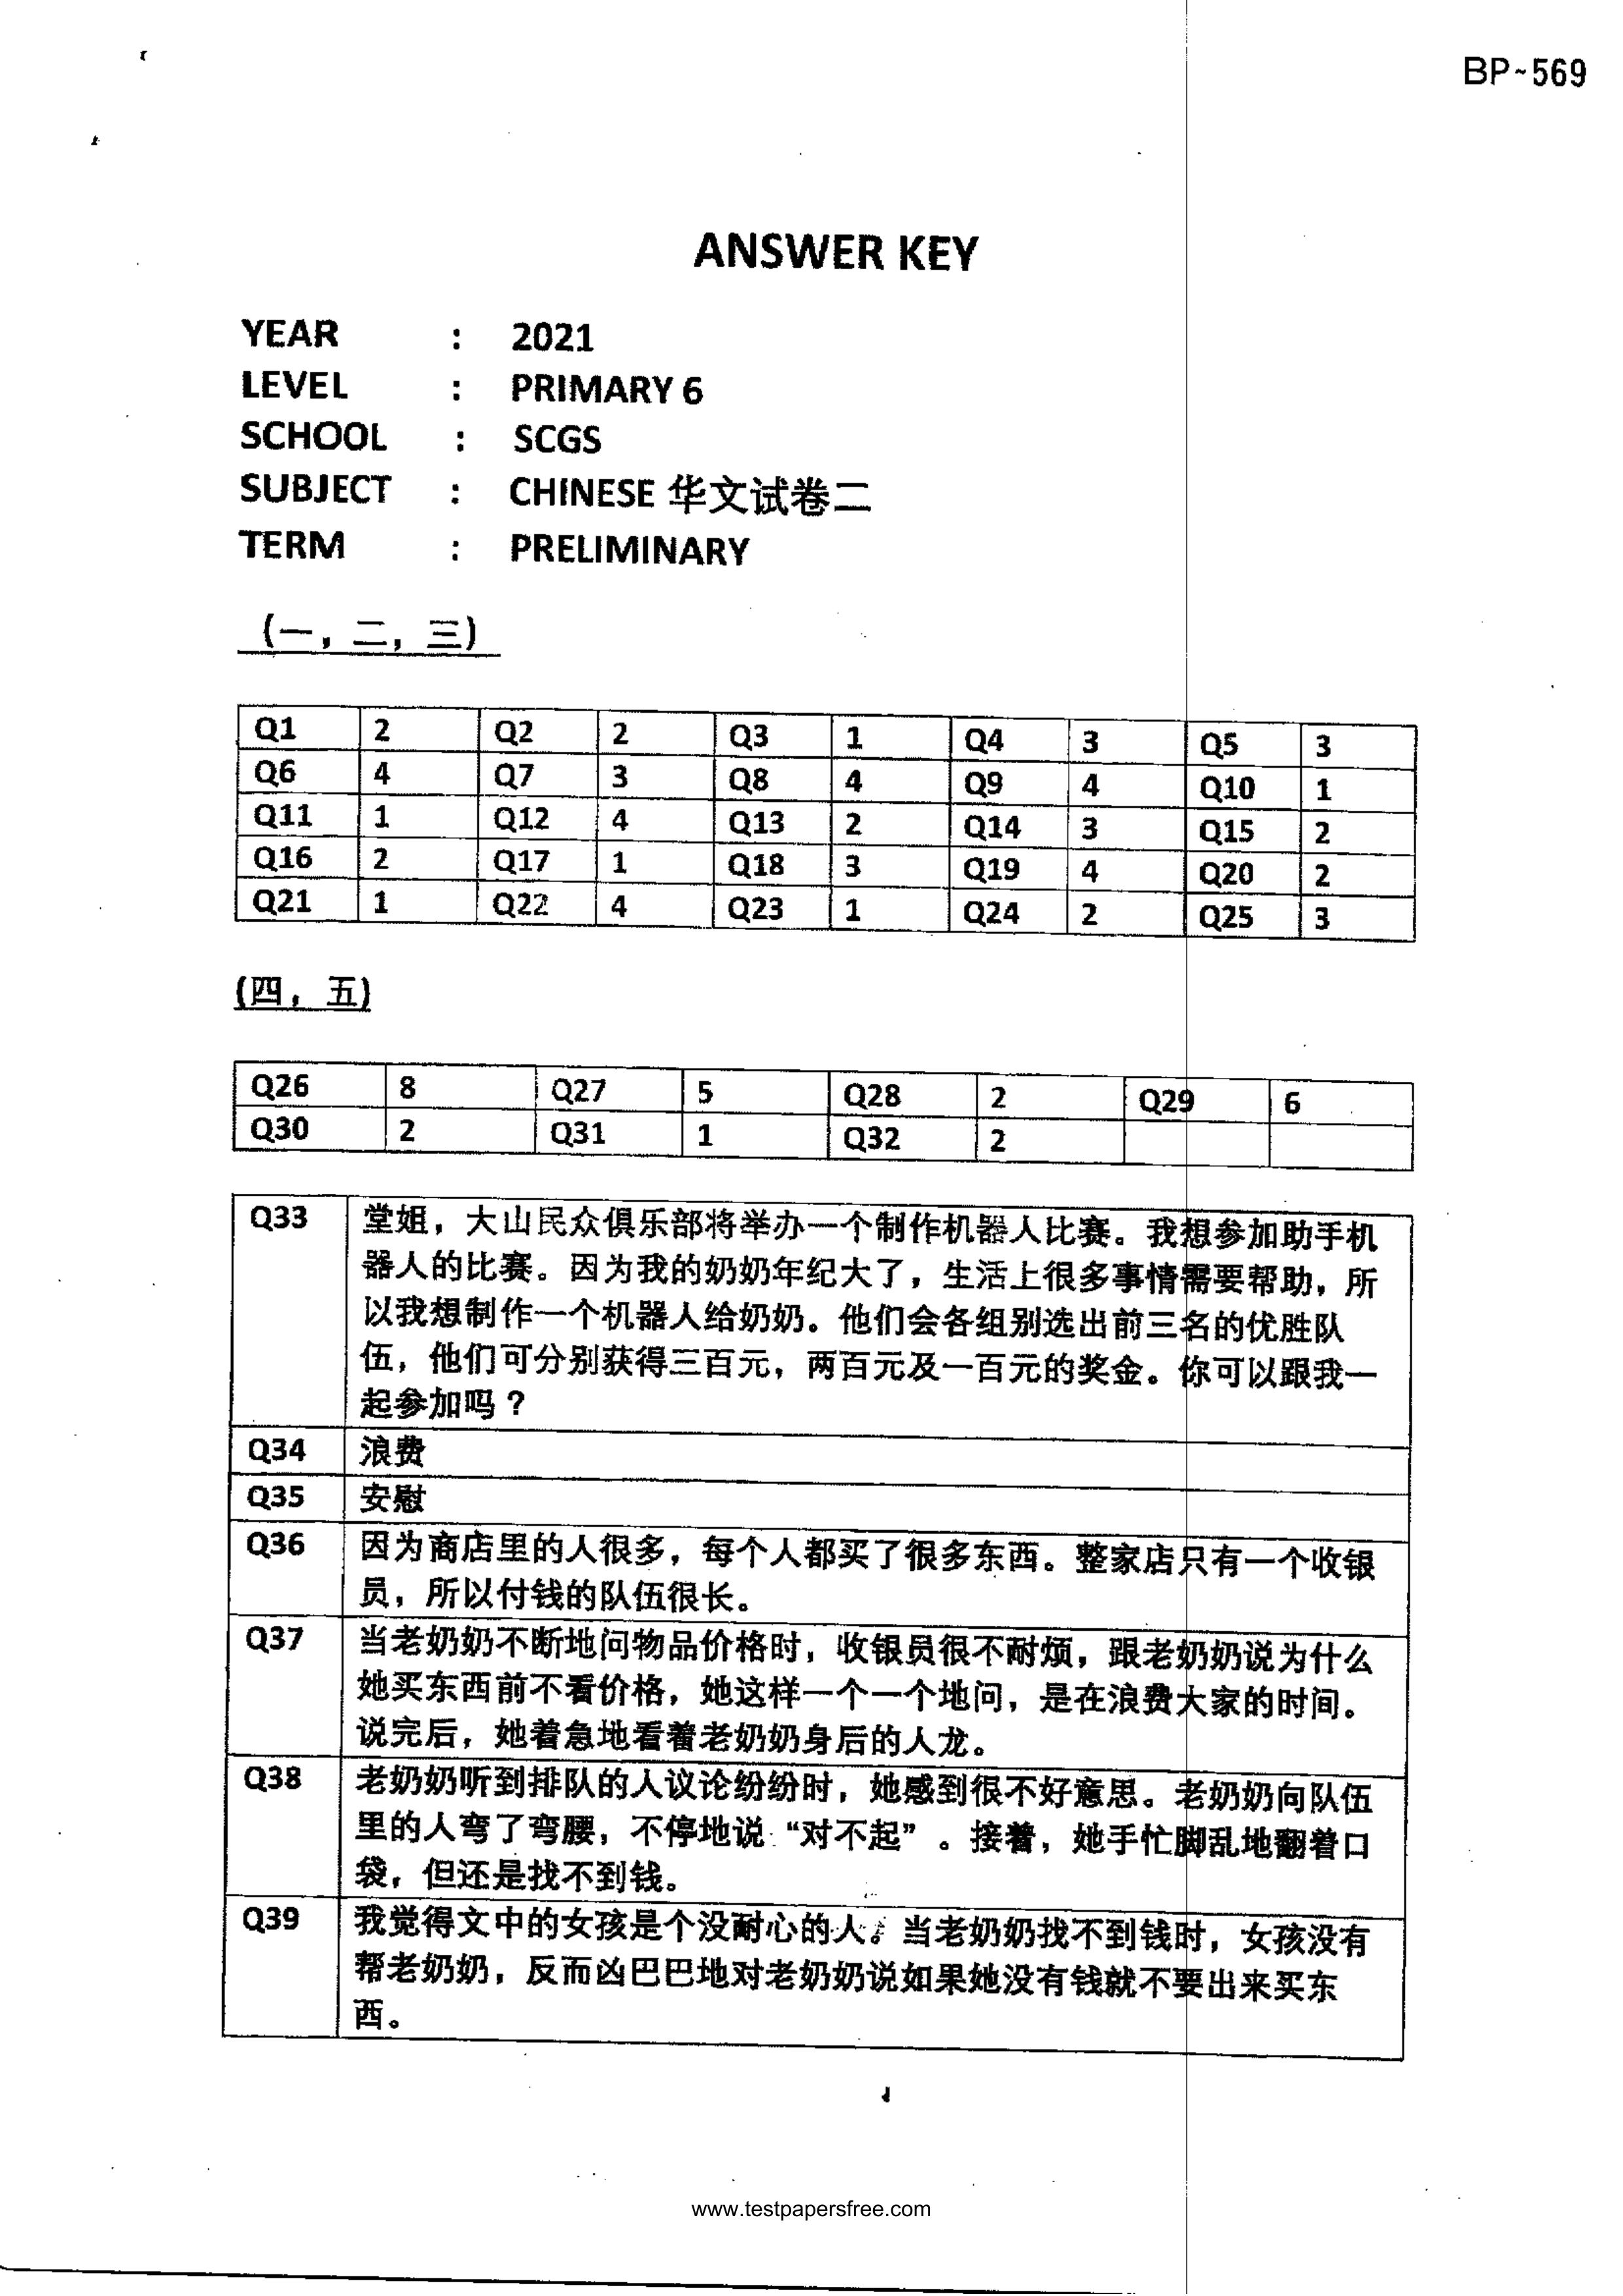 BP~569
ANSWER KEY
YEAR : 2021
LEVEL : PRIMARY 6
SCHOOL : SCGS
SUBJECT : CHINESE 华文试卷二
TERM : PRELIMINARY
(一，二，三)
Q1 2 Q2 2 Q3 1 Q4 3 Q5 3
Q6 4 Q7 3 Q8 4 Q9 4 Q10 1
Q11 1 Q12 4 Q13 2 Q14 3 Q15 2
Q16 2 Q17 1 Q18 3 Q19 4 Q20 2
Q21 1 Q22 4 Q23 1 Q24 2 Q25 3
(四，五)
Q26 8 Q27 5 Q28 2 Q29 6
Q30 2 Q31 1 Q32 2
Q33 堂姐，大山民众俱乐部将举办一个制作机器人比赛。我想参加助手机
器人的比赛。因为我的奶奶年纪大了，生活上很多事情需要帮助，所
以我想制作一个机器人给奶奶。他们会各组别选出前三名的优胜队
伍，他们可分别获得三百元，两百元及一百元的奖金。你可以跟我一
起参加吗？
Q34 浪费
Q35 安慰
Q36 因为商店里的人很多，每个人都买了很多东西。整家店只有一个收银
员，所以付钱的队伍很长。
Q37 当老奶奶不断地问物品价格时，收银员很不耐烦，跟老奶奶说为什么
她买东西前不看价格，她这样一个一个地问，是在浪费大家的时间。
说完后，她着急地看着老奶奶身后的人龙。
Q38 老奶奶听到排队的人议论纷纷时，她感到很不好意思。老奶奶向队伍
里的人弯了弯腰，不停地说“对不起”。接着，她手忙脚乱地翻着口
袋，但还是找不到钱。
Q39 我觉得文中的女孩是个没耐心的人。当老奶奶找不到钱时，女孩没有
帮老奶奶，反而凶巴巴地对老奶奶说如果她没有钱就不要出来买东
西。
www.testpapersfree.com